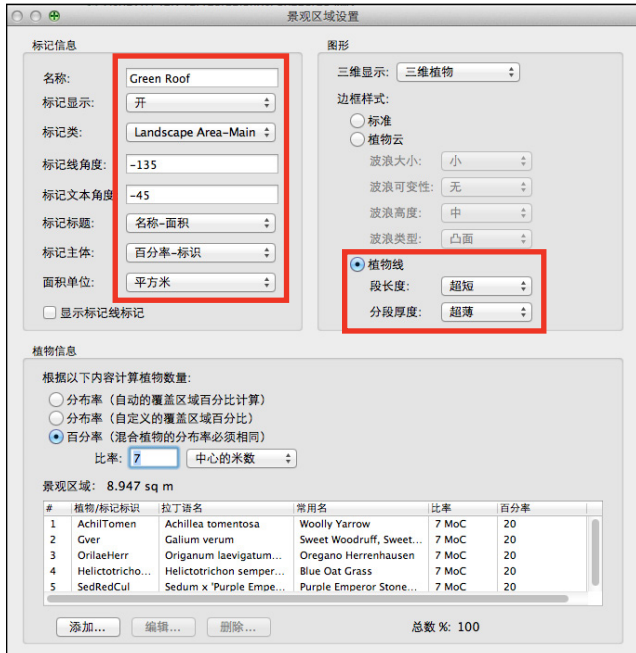 景观区域设置
标记信息
名称: Green Roof
标记显示: 开
标记类: Landscape Area-Main
标记线角度: -135
标记文本角度 -45
标记标题: 名称-面积
标记主体: 百分率-标识
面积单位: 平方米
显示标记线标记
图形
三维显示: 三维植物
边框样式:
标准
植物云
波浪大小: 小
波浪可变性: 无
波浪高度: 中
波浪类型: 凸面
植物线
段长度: 超短
分段厚度: 超薄
植物信息
根据以下内容计算植物数量:
分布率（自动的覆盖区域百分比计算）
分布率（自定义的覆盖区域百分比）
百分率（混合植物的分布率必须相同）
比率: 7 中心的米数
景观区域: 8.947 sq m
# 植物/标记标识 拉丁语名 常用名 比率 百分率
1 AchilTomen Achillea tomentosa Woolly Yarrow 7 MoC 20
2 Gver Galium verum Sweet Woodruff, Sweet... 7 MoC 20
3 OrilaeHerr Origanum laevigatum... Oregano Herrenhausen 7 MoC 20
4 Helictotricho... Helictotrichon semper... Blue Oat Grass 7 MoC 20
5 SedRedCul Sedum x 'Purple Empe... Purple Emperor Stone... 7 MoC 20
添加... 编辑... 删除... 总数 %: 100